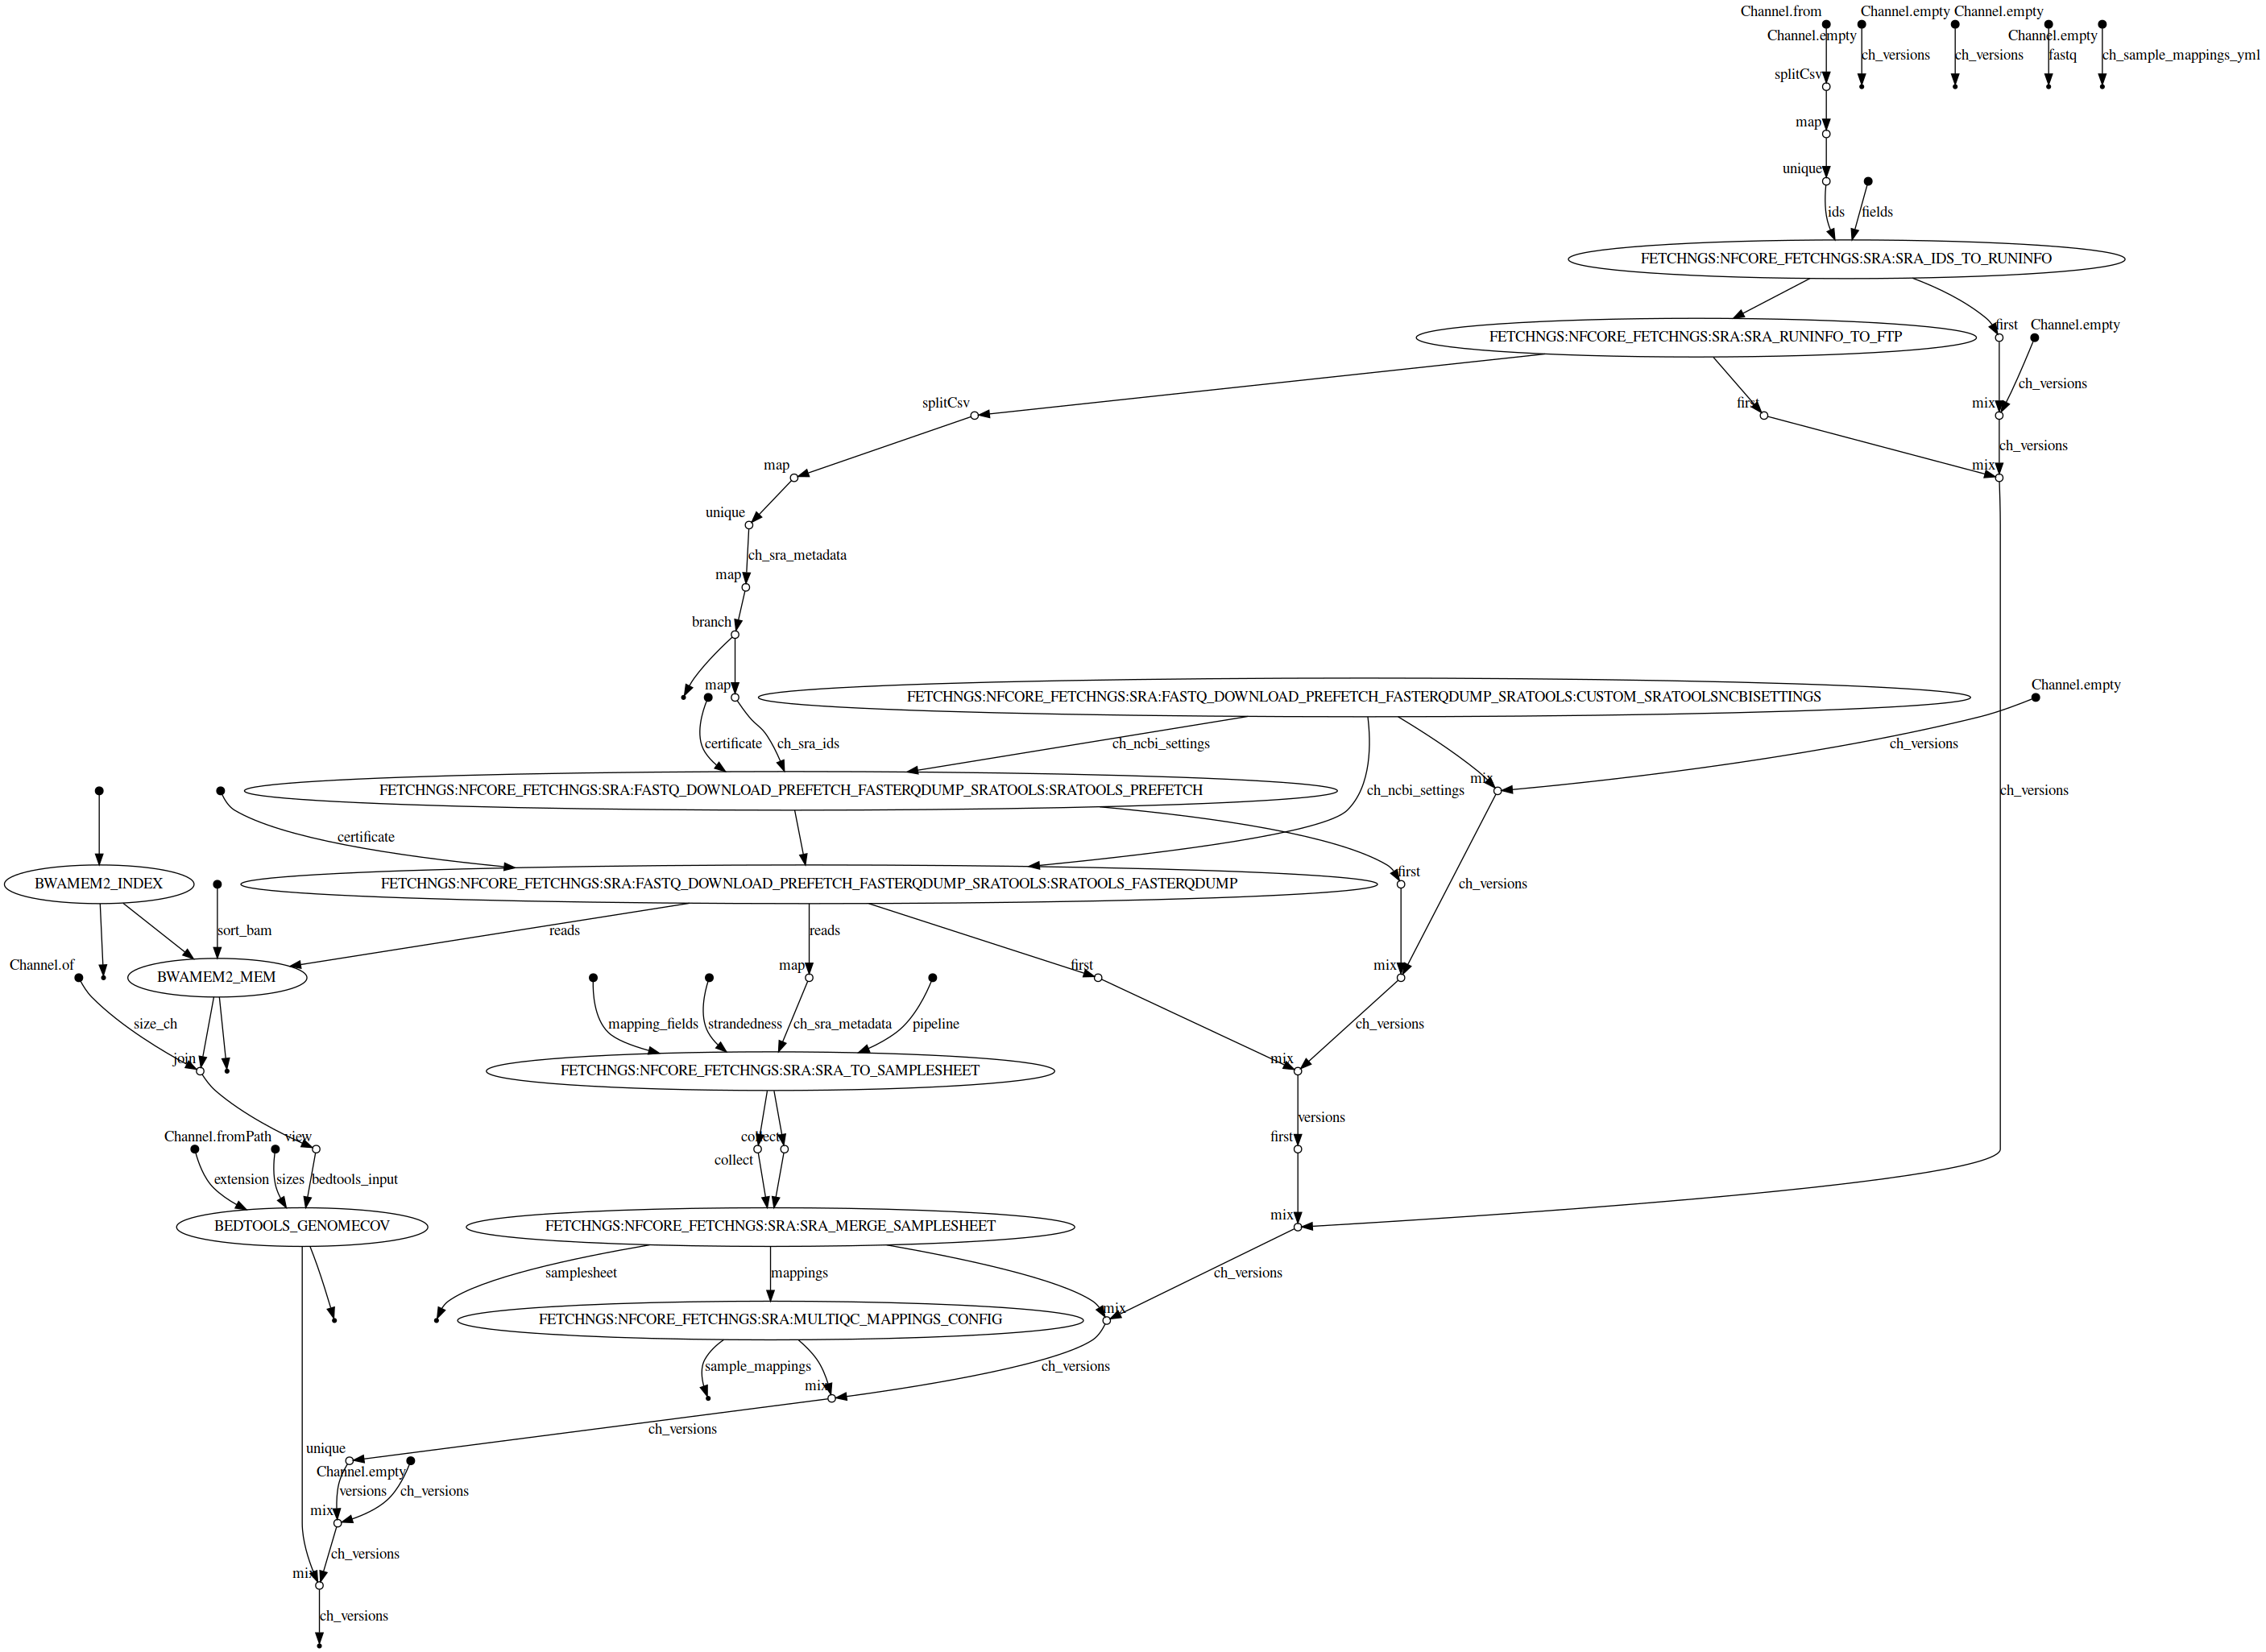 Channel.from
Channel.empty
Channel.empty
Channel.empty
Channel.empty
ch_versions
ch_versions
fastq
ch_sample_mappings_yml
splitCsv
map
unique
ids
fields
FETCHNGS:NFCORE_FETCHNGS:SRA:SRA_IDS_TO_RUNINFO
first
Channel.empty
FETCHNGS:NFCORE_FETCHNGS:SRA:SRA_RUNINFO_TO_FTP
ch_versions
splitCsv
first
mix
ch_versions
map
mix
unique
ch_sra_metadata
map
branch
map
Channel.empty
FETCHNGS:NFCORE_FETCHNGS:SRA:FASTQ_DOWNLOAD_PREFETCH_FASTERQDUMP_SRATOOLS:CUSTOM_SRATOOLSNCBISETTINGS
certificate
ch_sra_ids
ch_ncbi_settings
ch_versions
mix
FETCHNGS:NFCORE_FETCHNGS:SRA:FASTQ_DOWNLOAD_PREFETCH_FASTERQDUMP_SRATOOLS:SRATOOLS_PREFETCH
ch_ncbi_settings
ch_versions
certificate
first
BWAMEM2_INDEX
FETCHNGS:NFCORE_FETCHNGS:SRA:FASTQ_DOWNLOAD_PREFETCH_FASTERQDUMP_SRATOOLS:SRATOOLS_FASTERQDUMP
ch_versions
sort_bam
reads
reads
Channel.of
map
first
mix
BWAMEM2_MEM
size_ch
mapping_fields
strandedness
ch_sra_metadata
pipeline
ch_versions
join
mix
FETCHNGS:NFCORE_FETCHNGS:SRA:SRA_TO_SAMPLESHEET
versions
Channel.fromPath
view
collect
first
collect
extension
sizes
bedtools_input
mix
BEDTOOLS_GENOMECOV
FETCHNGS:NFCORE_FETCHNGS:SRA:SRA_MERGE_SAMPLESHEET
samplesheet
mappings
ch_versions
mix
FETCHNGS:NFCORE_FETCHNGS:SRA:MULTIQC_MAPPINGS_CONFIG
sample_mappings
ch_versions
mix
ch_versions
unique
Channel.empty
versions
ch_versions
mix
ch_versions
mix
ch_versions